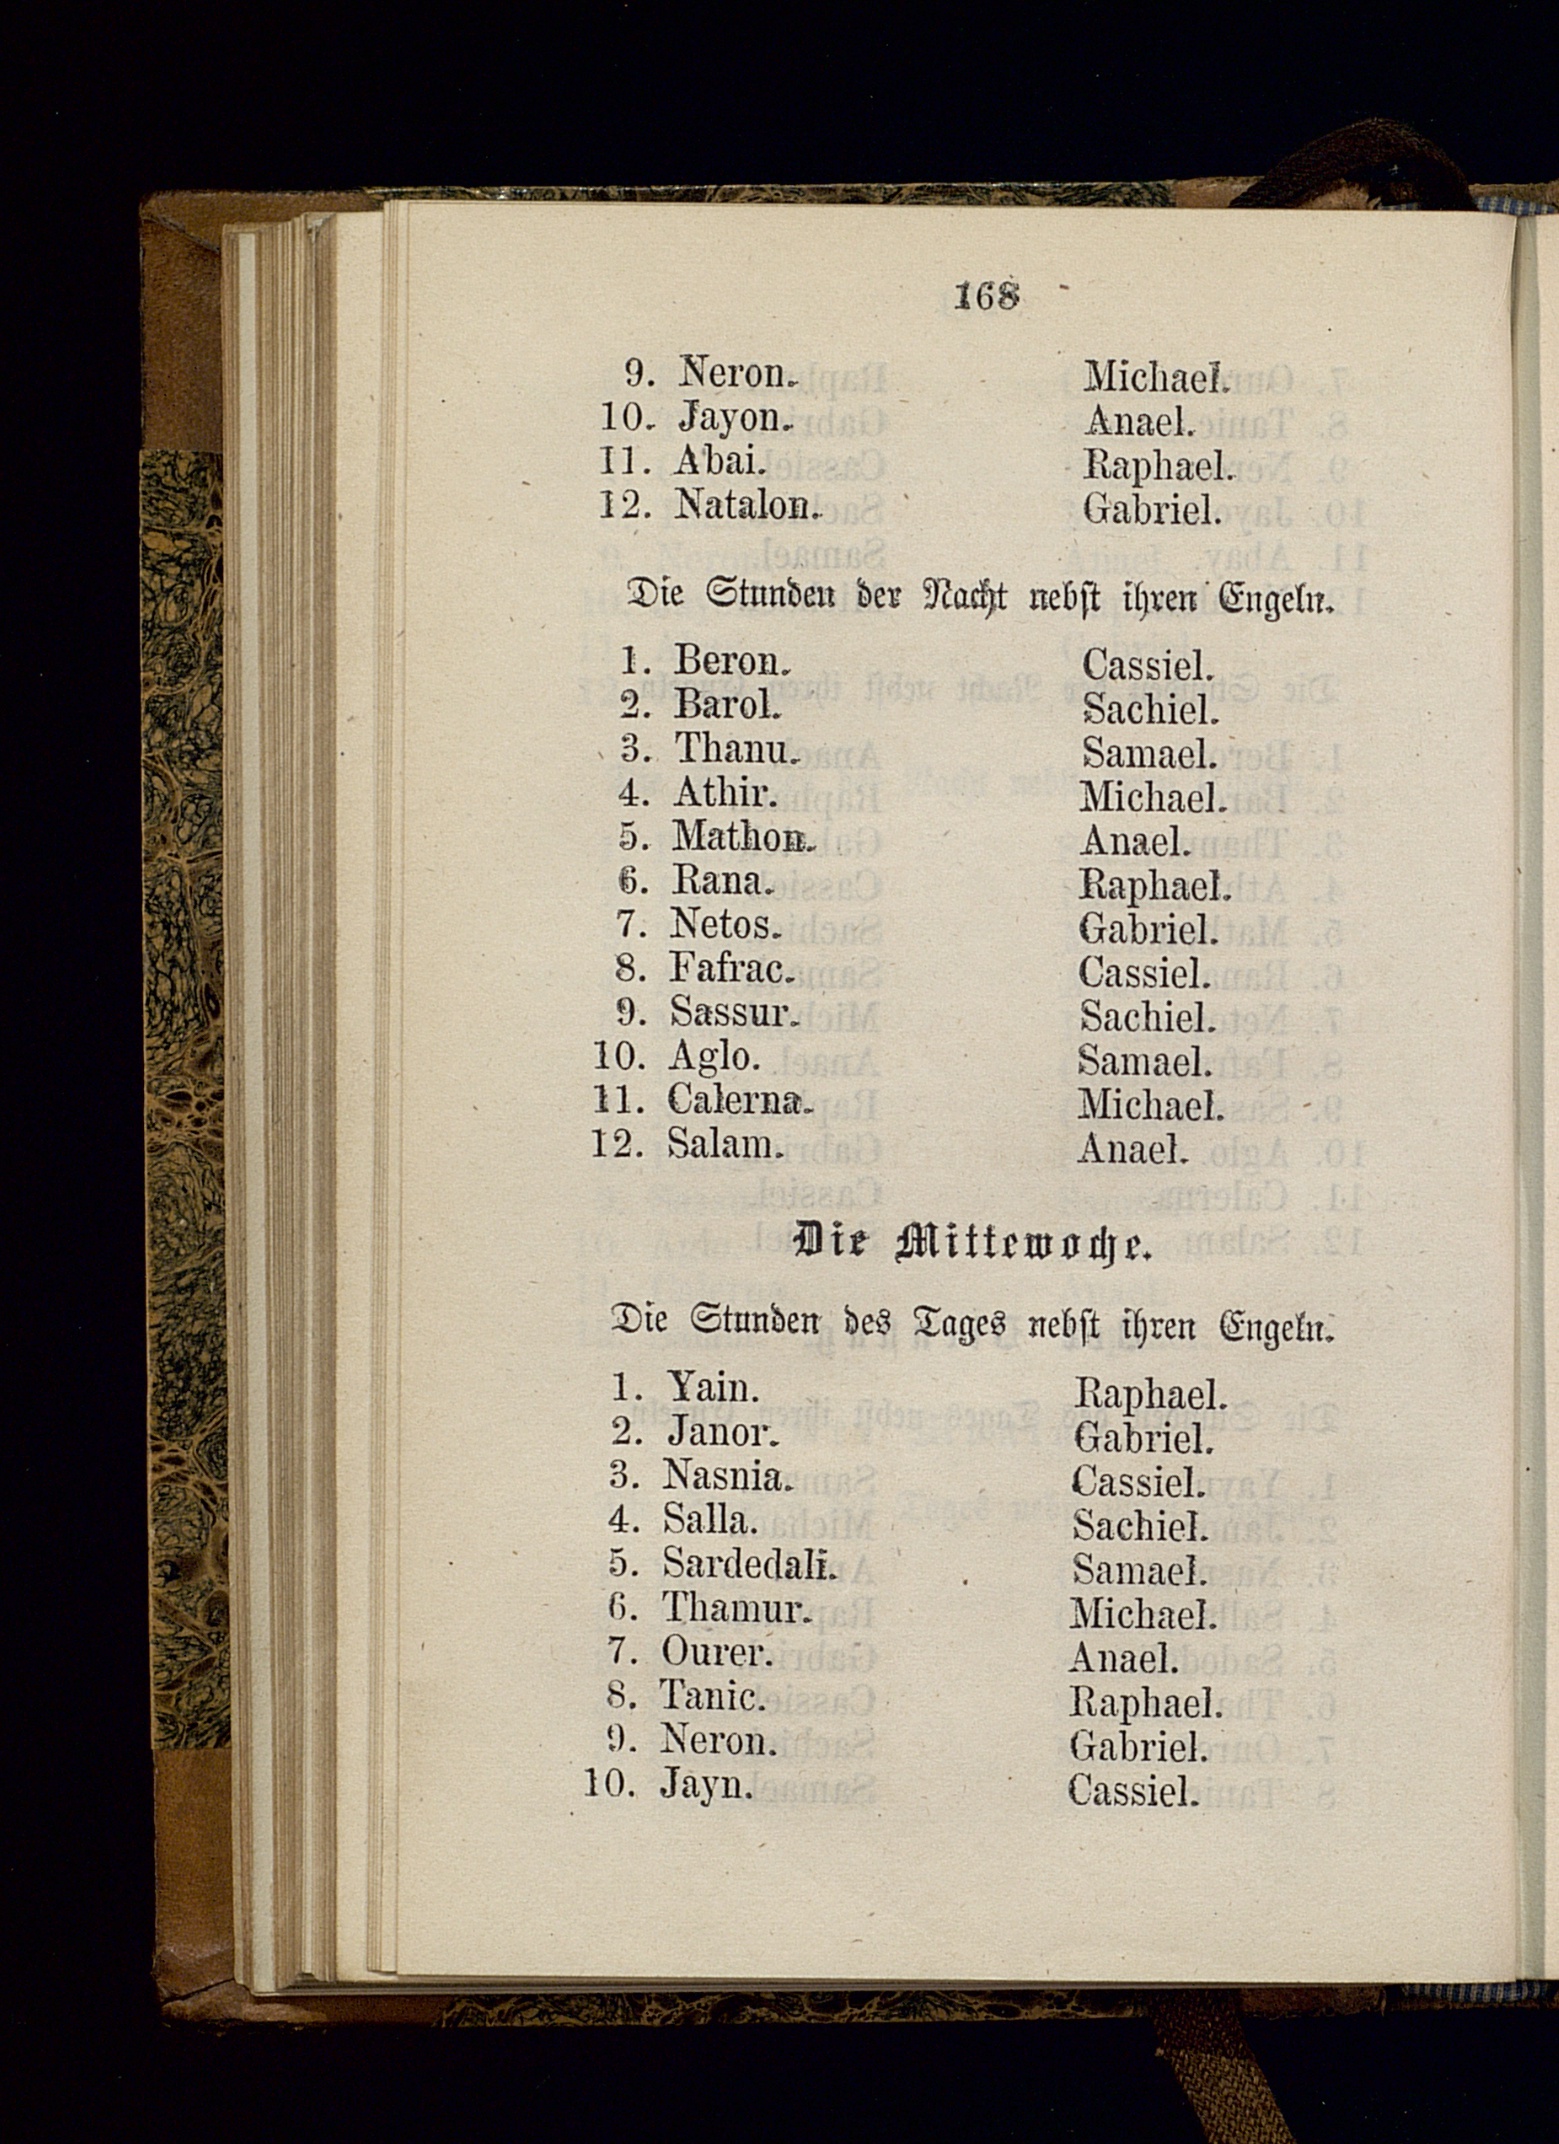 168
9. Neron. Michael.
10. Jayon. Anael.
11. Abai. Raphael.
12. Natalon. Gabriel.
Die Stunden der Nacht nebst ihren Engeln.
1. Beron. Cassiel.
2. Barol. Sachiel.
3. Thanu. Samael.
4. Athir. Michael.
5. Mathon. Anael.
6. Rana. Raphael.
7. Netos. Gabriel.
8. Fafrac. Cassiel.
9. Sassur. Sachiel.
10. Aglo. Samael.
11. Calerna. Michael.
12. Salam. Anael.
Die Mittewoche.
Die Stunden des Tages nebst ihren Engeln.
1. Yain. Raphael.
2. Janor. Gabriel.
3. Nasnia. Cassiel.
4. Salla. Sachiel.
5. Sardedali. Samael.
6. Thamur. Michael.
7. Ourer. Anael.
8. Tanic. Raphael.
9. Neron. Gabriel.
10. Jayn. Cassiel.